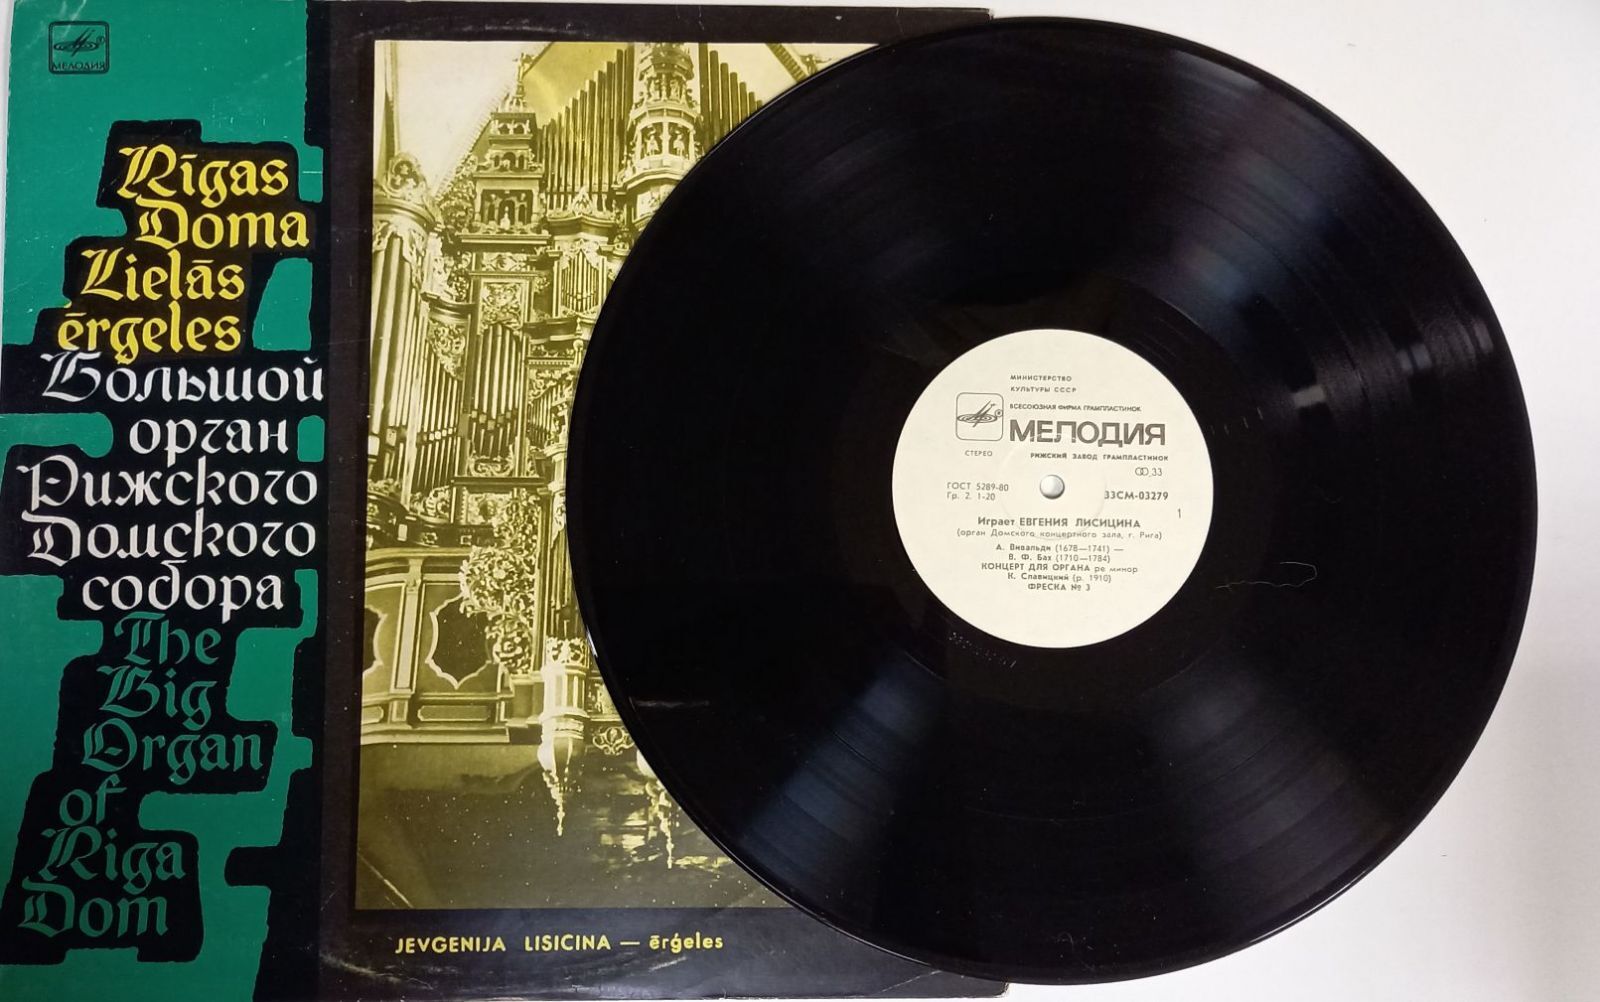 МЕЛОДИЯ
Rīgas
Doma
Lielās
ērģeles
Большой
орган
Рижского
Домского
собора
The
Big
Organ
of
Riga
Dom
JEVGENIJA LISICINA — ērģeles
МИНИСТЕРСТВО
КУЛЬТУРЫ СССР
ВСЕСОЮЗНАЯ ФИРМА ГРАМПЛАСТИНОК
МЕЛОДИЯ
СТЕРЕО
РИЖСКИЙ ЗАВОД ГРАМПЛАСТИНОК
33
ГОСТ 5289-80
Гр. 2. 1-20
33СМ-03279
1
Играет ЕВГЕНИЯ ЛИСИЦИНА
(орган Домского концертного зала, г. Рига)
А. Вивальди (1678—1741) —
В. Ф. Бах (1710—1784)
КОНЦЕРТ ДЛЯ ОРГАНА ре минор
К. Славицкий (р. 1910)
ФРЕСКА № 3